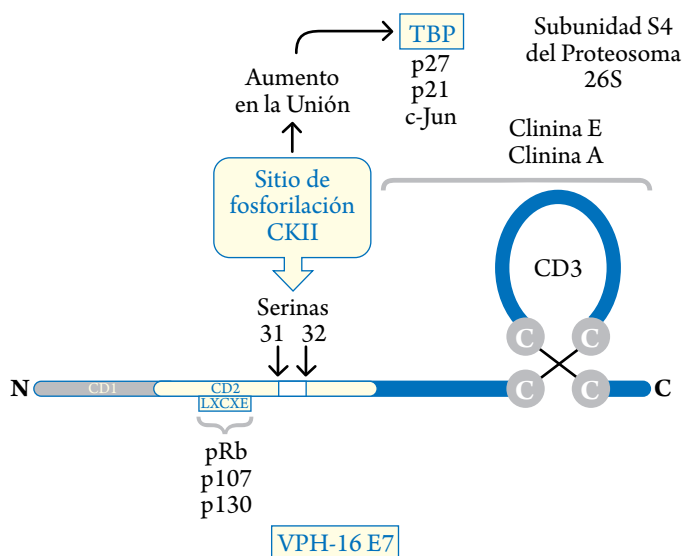 TBP
p27
p21
c-Jun
Subunidad S4
del Proteosoma
26S
Aumento
en la Unión
Clinina E
Clinina A
Sitio de
fosforilación
CKII
CD3
Serinas
31 32
C C
N CD1 CD2 C C C
LXCXE
pRb
p107
p130
VPH-16 E7